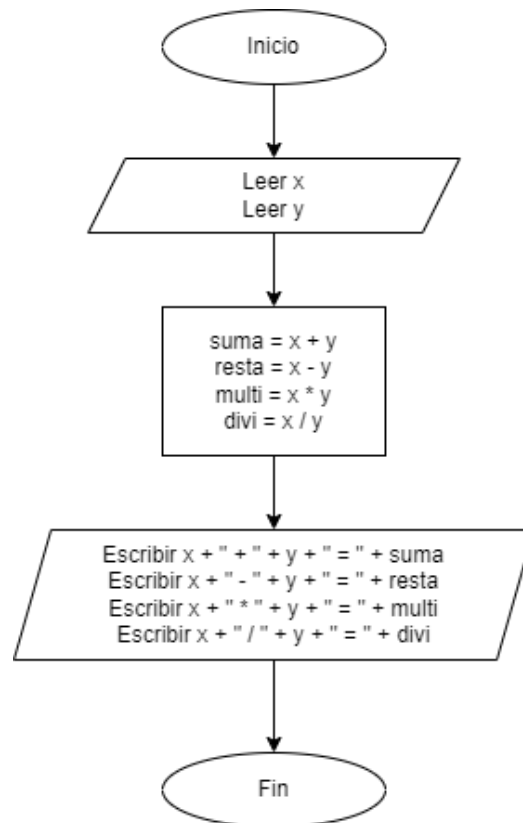 Inicio
Leer x
Leer y
suma = x + y
resta = x - y
multi = x * y
divi = x / y
Escribir x + " + " + y + " = " + suma
Escribir x + " - " + y + " = " + resta
Escribir x + " * " + y + " = " + multi
Escribir x + " / " + y + " = " + divi
Fin